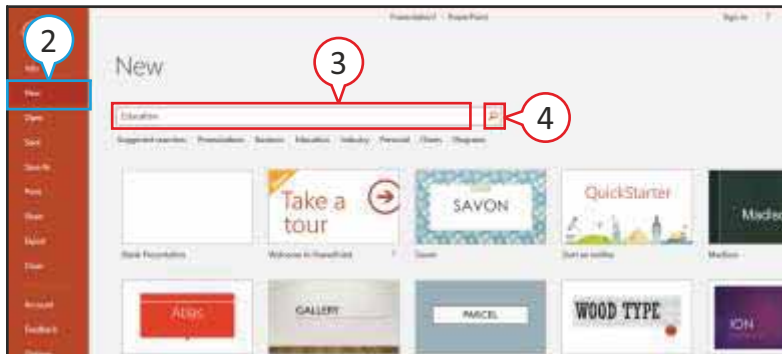 Presentation1 - PowerPoint
Sign in ?
2
Info
New
New
3
Open
Education
4
Save
Suggested searches: Presentations Business Education Industry Personal Charts Diagrams
Save As
Print
Take a tour
SAVON
QuickStarter
Madiso
Share
Export
Blank Presentation
Welcome to PowerPoint
Savon
Start an outline
Madison
Close
Account
Atlas
GALLERY
PARCEL
WOOD TYPE
ION
Feedback
Options